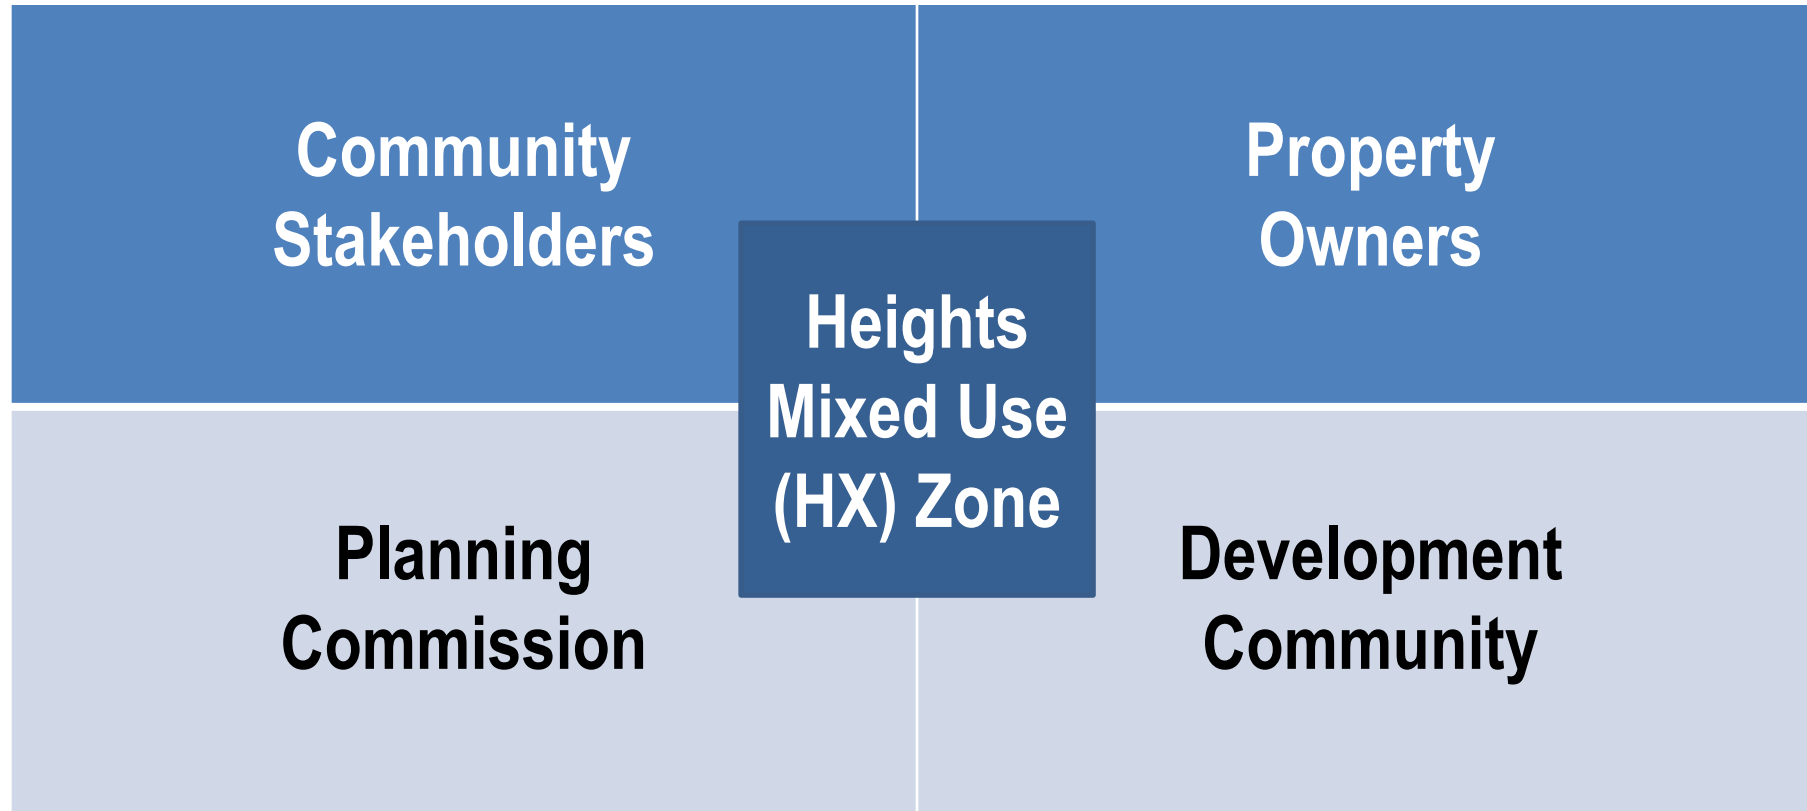 Community
Stakeholders
Property
Owners
Heights
Mixed Use
(HX) Zone
Planning
Commission
Development
Community